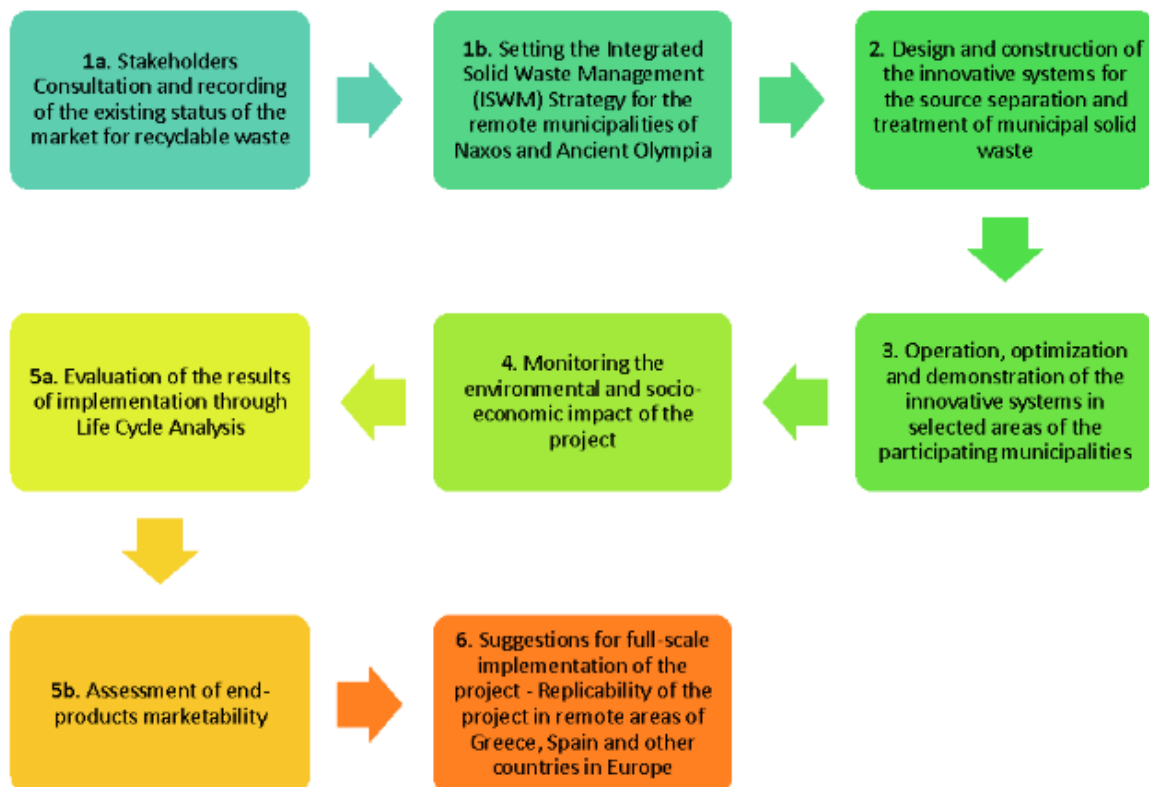 1a. Stakeholders
Consultation and recording
of the existing status of the
market for recyclable waste
1b. Setting the Integrated
Solid Waste Management
(ISWM) Strategy for the
remote municipalities of
Naxos and Ancient Olympia
2. Design and construction of
the innovative systems for
the source separation and
treatment of municipal solid
waste
3. Operation, optimization
and demonstration of the
innovative systems in
selected areas of the
participating municipalities
4. Monitoring the
environmental and socio-
economic impact of the
project
5a. Evaluation of the results
of implementation through
Life Cycle Analysis
5b. Assessment of end-
products marketability
6. Suggestions for full-scale
implementation of the
project - Replicability of the
project in remote areas of
Greece, Spain and other
countries in Europe